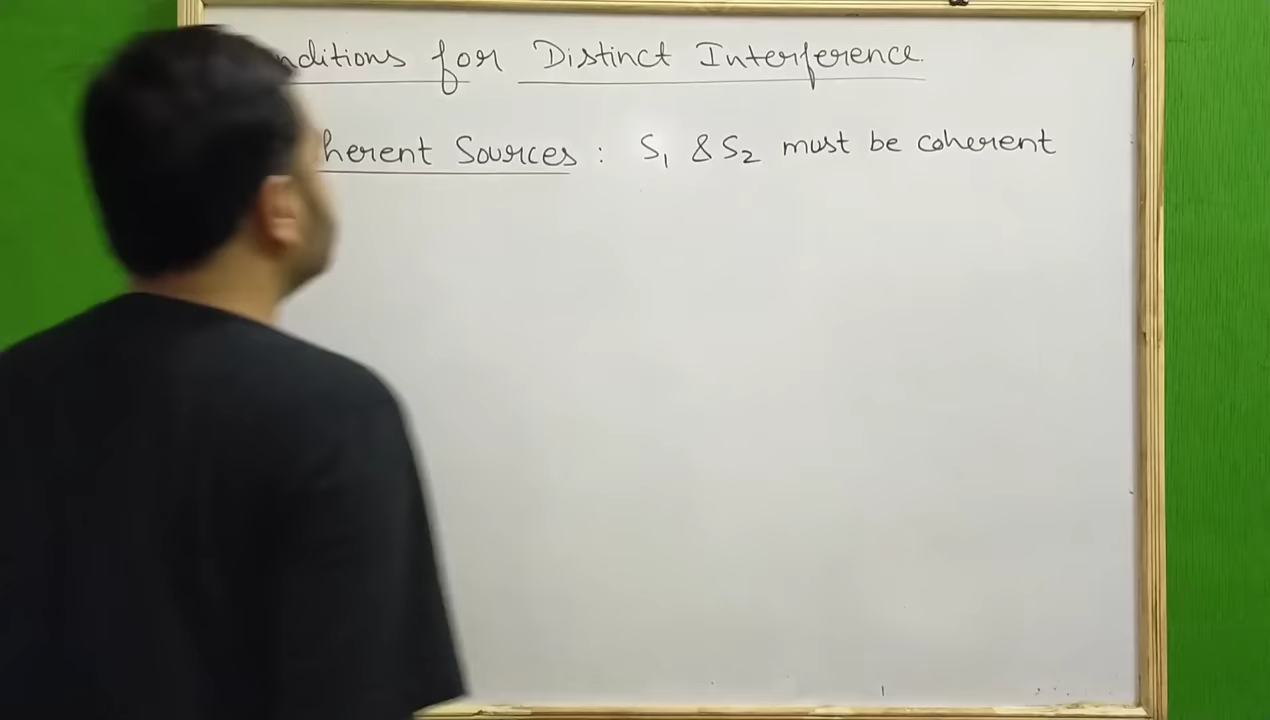 nditions for Distinct Interference.
herent Sources : S₁ & S₂ must be coherent